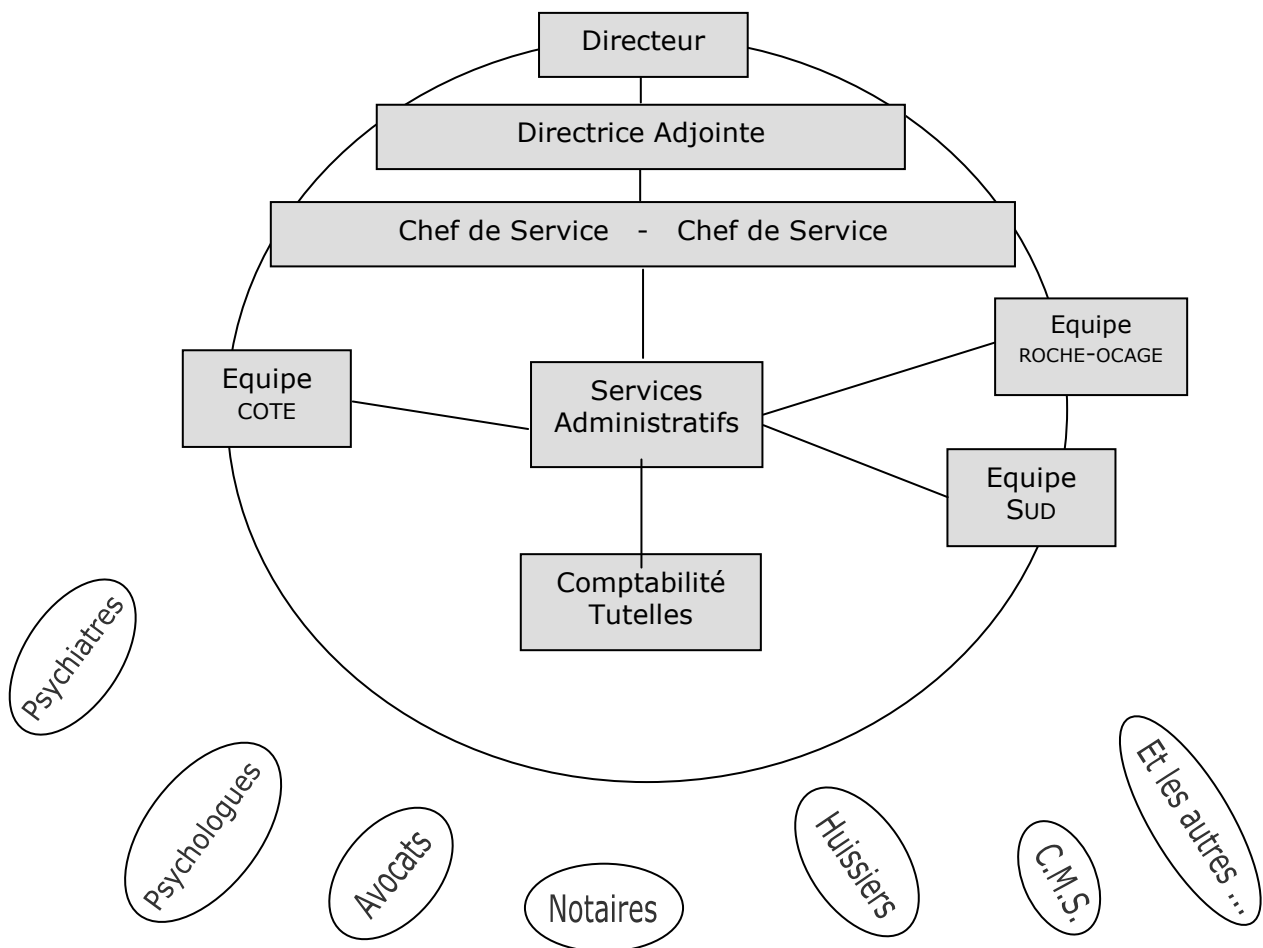 Directeur
Directrice Adjointe
Chef de Service - Chef de Service
Equipe
COTE
Services
Administratifs
Equipe
ROCHE-OCAGE
Equipe
SUD
Comptabilité
Tutelles
Psychiatres
Psychologues
Avocats
Notaires
Huissiers
C.M.S.
Et les autres ...